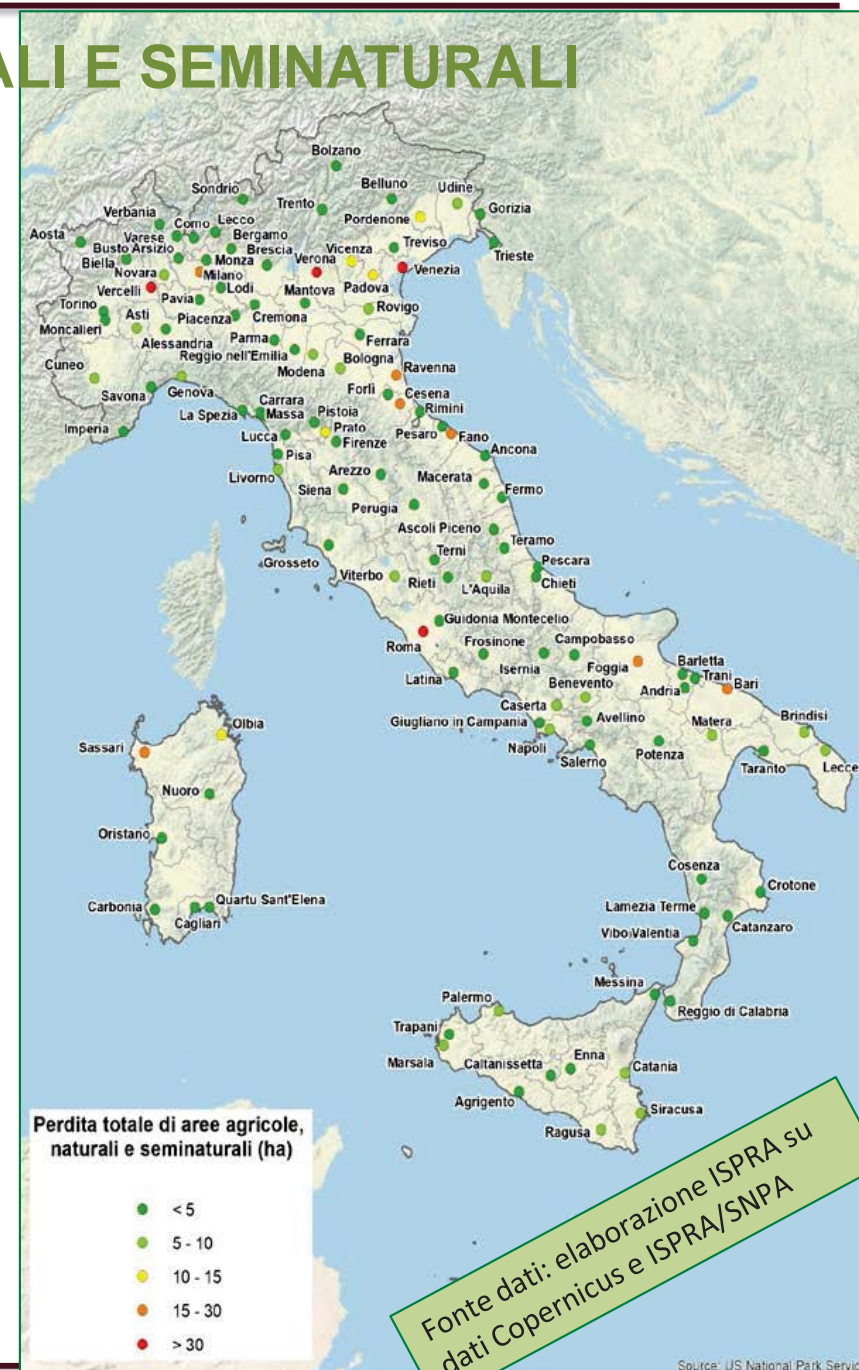 ALI E SEMINATURALI
Bolzano
Sondrio
Belluno
Udine
Verbania
Trento
Pordenone
Gorizia
Aosta
Como
Lecco
Varese
Bergamo
Treviso
Busto Arsizio
Brescia
Vicenza
Trieste
Biella
Monza
Verona
Venezia
Novara
Milano
Padova
Vercelli
Lodi
Mantova
Torino
Pavia
Rovigo
Asti
Piacenza
Cremona
Moncalieri
Alessandria
Parma
Ferrara
Reggio nell'Emilia
Cuneo
Modena
Bologna
Ravenna
Savona
Genova
Forlì
Cesena
Carrara
Pistoia
Rimini
Imperia
La Spezia
Massa
Prato
Pesaro
Fano
Lucca
Firenze
Ancona
Pisa
Arezzo
Macerata
Livorno
Siena
Fermo
Perugia
Ascoli Piceno
Teramo
Grosseto
Terni
Pescara
Viterbo
Rieti
L'Aquila
Chieti
Guidonia Montecelio
Roma
Frosinone
Campobasso
Isernia
Foggia
Barletta
Latina
Benevento
Trani
Andria
Bari
Caserta
Olbia
Giugliano in Campania
Avellino
Matera
Brindisi
Sassari
Napoli
Salerno
Potenza
Taranto
Lecce
Nuoro
Oristano
Cosenza
Crotone
Carbonia
Quartu Sant'Elena
Lamezia Terme
Cagliari
Catanzaro
Vibo Valentia
Messina
Palermo
Reggio di Calabria
Trapani
Marsala
Caltanissetta
Enna
Catania
Agrigento
Siracusa
Ragusa
Perdita totale di aree agricole,
naturali e seminaturali (ha)
< 5
5 - 10
10 - 15
15 - 30
> 30
Fonte dati: elaborazione ISPRA su
dati Copernicus e ISPRA/SNPA
Source: US National Park Servic